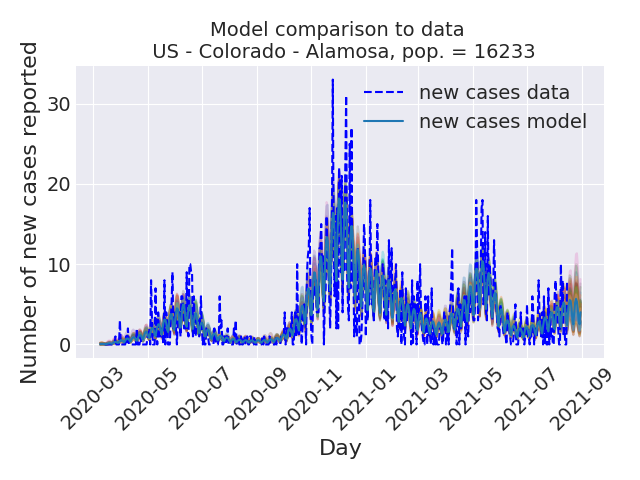 Model comparison to data
US - Colorado - Alamosa, pop. = 16233
Number of new cases reported
30
20
10
0
new cases data
new cases model
2020-03
2020-05
2020-07
2020-09
2020-11
2021-01
2021-03
2021-05
2021-07
2021-09
Day